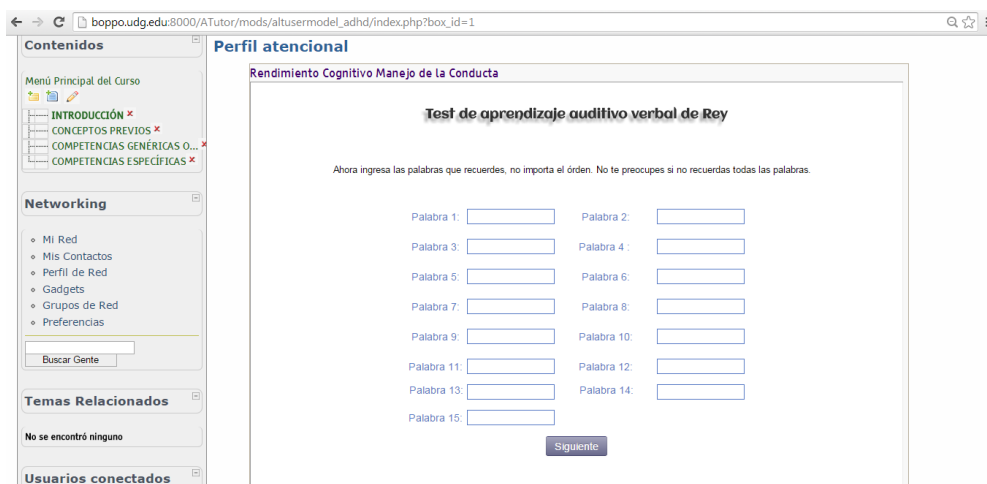 boppo.udg.edu:8000/ATutor/mods/altusermodel_adhd/index.php?box_id=1
Contenidos
Menú Principal del Curso
INTRODUCCIÓN
CONCEPTOS PREVIOS
COMPETENCIAS GENÉRICAS O...
COMPETENCIAS ESPECÍFICAS
Networking
Mi Red
Mis Contactos
Perfil de Red
Gadgets
Grupos de Red
Preferencias
Buscar Gente
Temas Relacionados
No se encontró ninguno
Usuarios conectados
Perfil atencional
Rendimiento Cognitivo Manejo de la Conducta
Test de aprendizaje auditivo verbal de Rey
Ahora ingresa las palabras que recuerdes, no importa el órden. No te preocupes si no recuerdas todas las palabras.
Palabra 1: Palabra 2:
Palabra 3: Palabra 4 :
Palabra 5: Palabra 6:
Palabra 7: Palabra 8:
Palabra 9: Palabra 10:
Palabra 11: Palabra 12:
Palabra 13: Palabra 14:
Palabra 15:
Siguiente